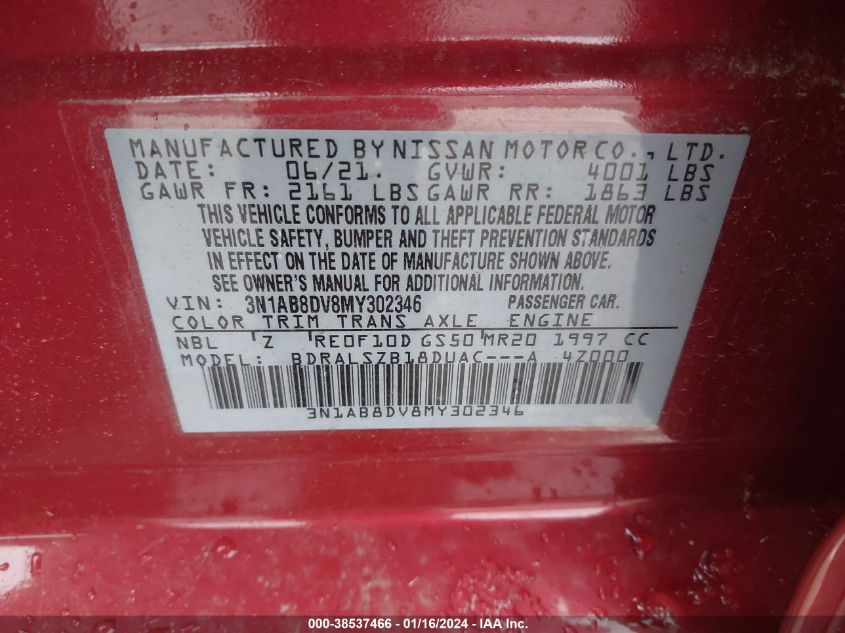 MANUFACTURED BY NISSAN MOTOR CO., LTD.
DATE: 06/21. GVWR: 4001 LBS
GAWR FR: 2161 LBS GAWR RR: 1863 LBS
THIS VEHICLE CONFORMS TO ALL APPLICABLE FEDERAL MOTOR
VEHICLE SAFETY, BUMPER AND THEFT PREVENTION STANDARDS
IN EFFECT ON THE DATE OF MANUFACTURE SHOWN ABOVE.
SEE OWNER'S MANUAL FOR ADDITIONAL INFORMATION.
VIN: 3N1AB8DV8MY302346 PASSENGER CAR.
COLOR TRIM TRANS AXLE ENGINE
NBL 'Z 'RE0F10D GS50'MR20 1997 CC
MODEL: BDRALSZB18DUAC---A 4Z000
3N1AB8DV8MY302346
000-38537466 - 01/16/2024 - IAA Inc.